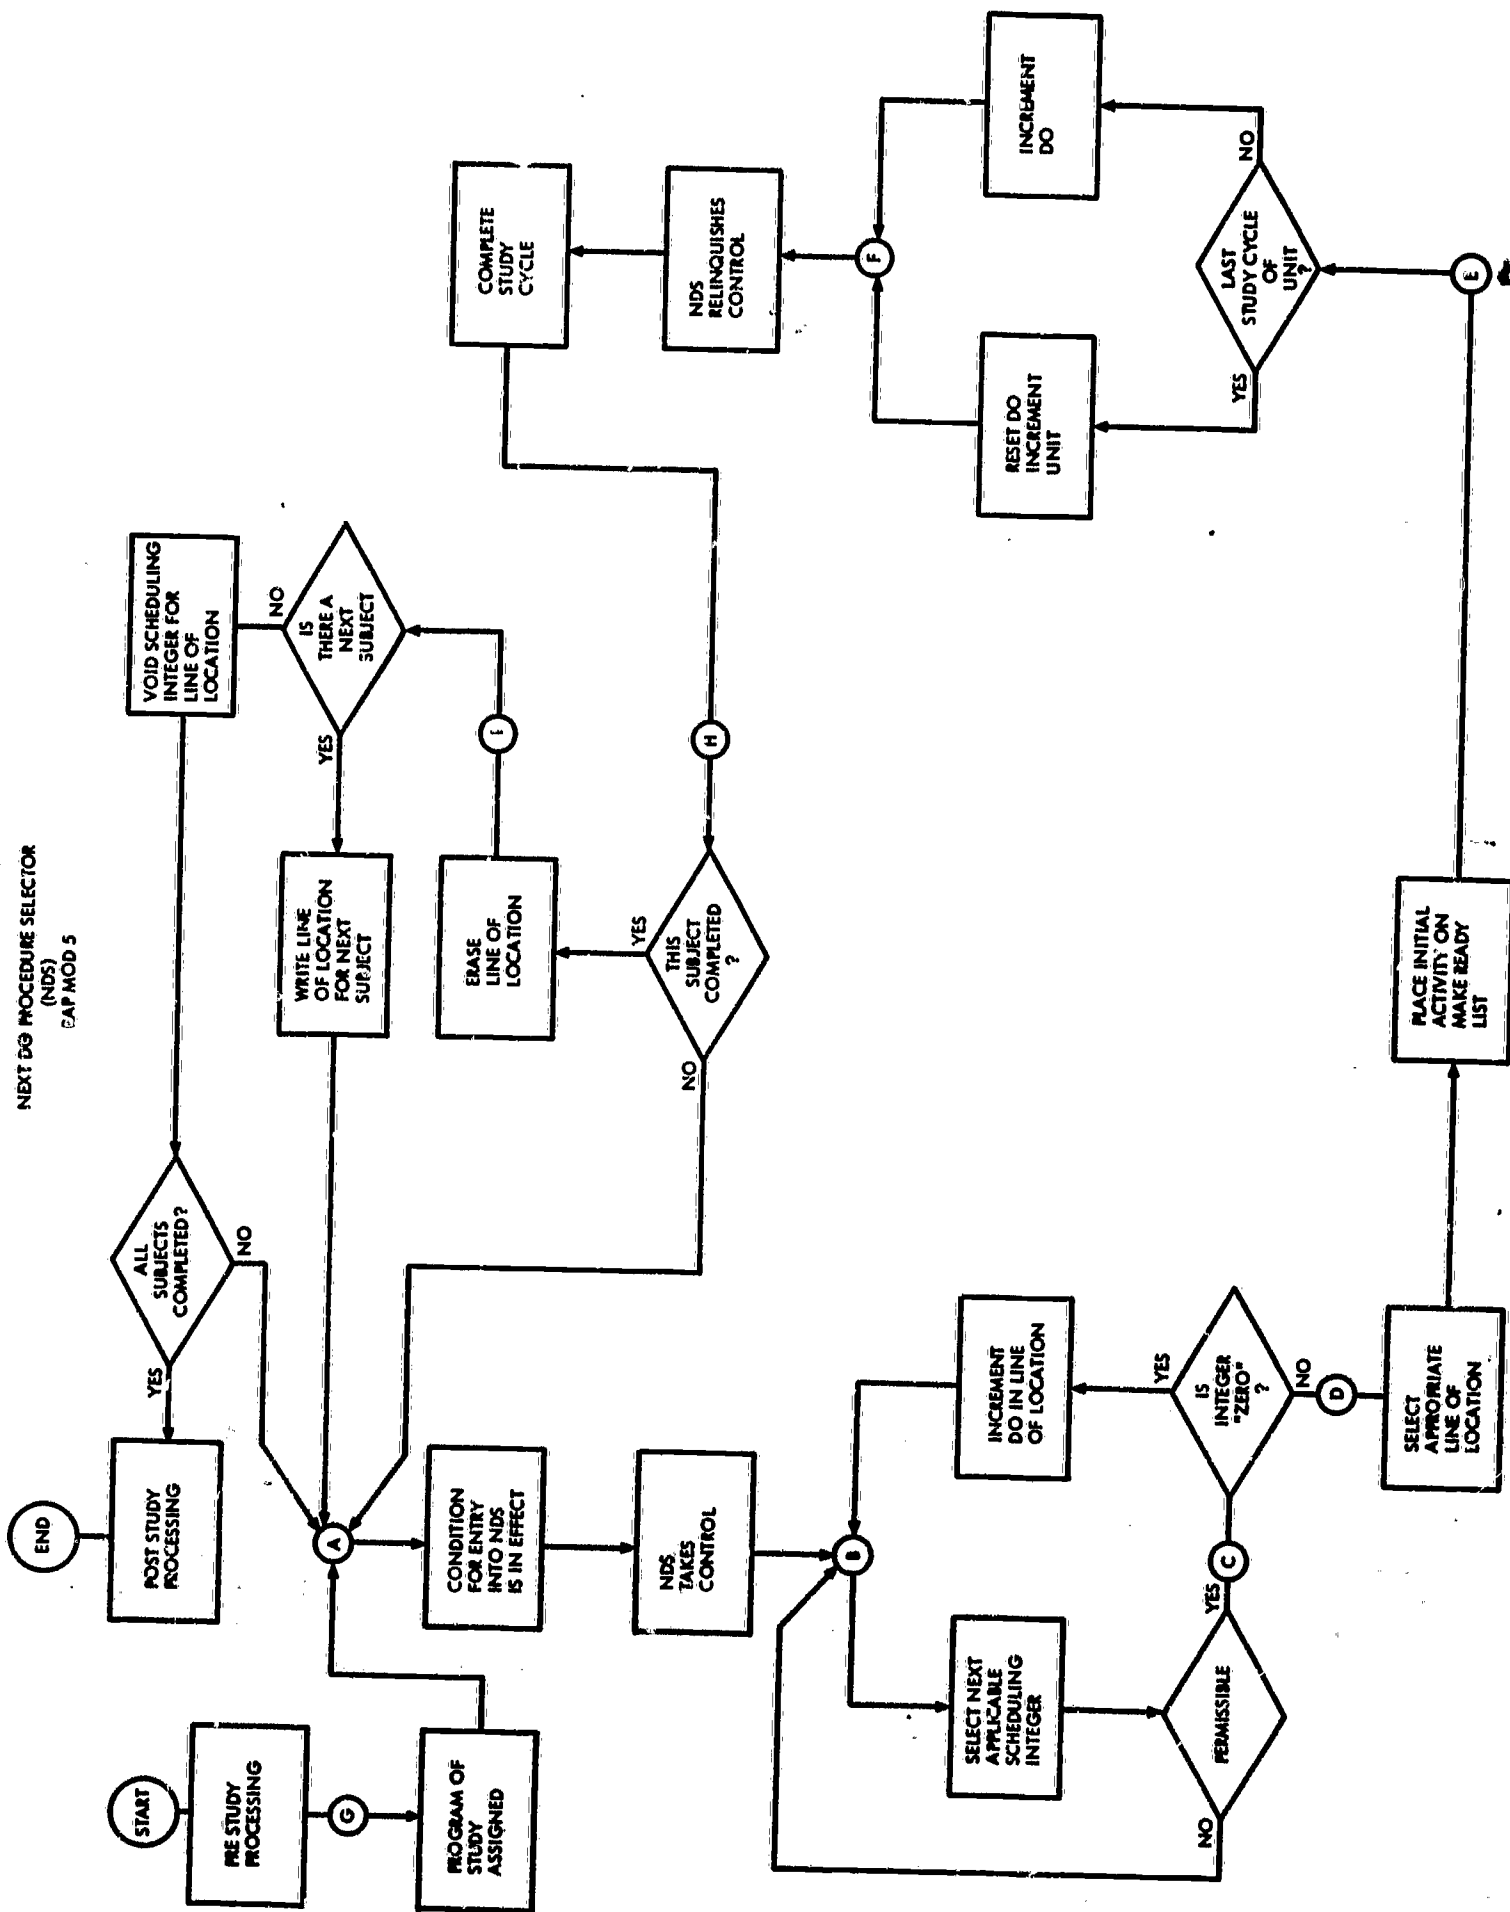 NEXT DO PROCEDURE SELECTOR
(NDS)
EAP MOD 5
START
PRE STUDY
PROCESSING
G
PROGRAM OF
STUDY
ASSIGNED
END
POST STUDY
PROCESSING
YES
ALL
SUBJECTS
COMPLETED?
NO
VOID SCHEDULING
INTEGER FOR
LINE OF
LOCATION
NO
IS
THERE A
NEXT
SUBJECT
YES
WRITE LINE
OF LOCATION
FOR NEXT
SUBJECT
I
ERASE
LINE OF
LOCATION
YES
THIS
SUBJECT
COMPLETED
?
NO
H
A
CONDITION
FOR ENTRY
INTO NDS
IS IN EFFECT
NDS
TAKES
CONTROL
B
SELECT NEXT
APPLICABLE
SCHEDULING
INTEGER
PERMISSIBLE
NO
YES
C
IS
INTEGER
"ZERO"
?
YES
INCREMENT
DO IN LINE
OF LOCATION
NO
D
SELECT
APPROPRIATE
LINE OF
LOCATION
PLACE INITIAL
ACTIVITY ON
MAKE READY
LIST
E
LAST
STUDY CYCLE
OF
UNIT
?
YES
RESET DO
INCREMENT
UNIT
NO
INCREMENT
DO
F
NDS
RELINQUISHES
CONTROL
COMPLETE
STUDY
CYCLE